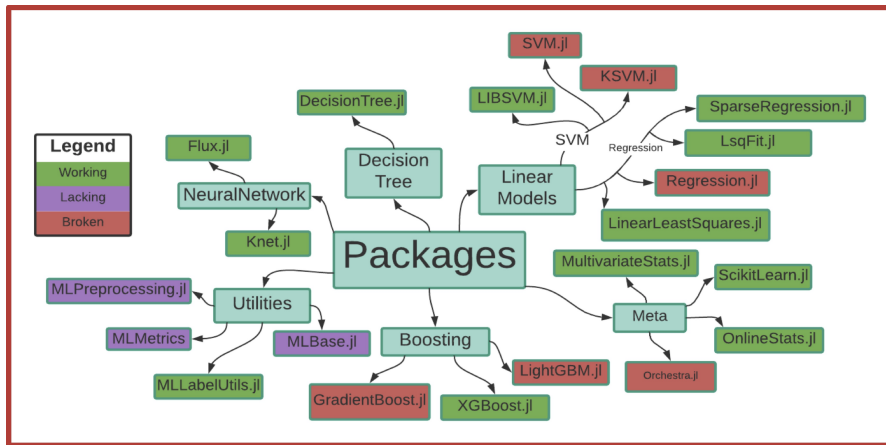 SVM.jl
KSVM.jl
LIBSVM.jl
DecisionTree.jl
SparseRegression.jl
SVM
LsqFit.jl
Regression
Legend
Working
Lacking
Broken
Flux.jl
NeuralNetwork
Knet.jl
Decision
Tree
Linear
Models
Regression.jl
LinearLeastSquares.jl
Packages
MultivariateStats.jl
ScikitLearn.jl
MLPreprocessing.jl
Utilities
Meta
MLMetrics
MLBase.jl
Boosting
OnlineStats.jl
MLLabelUtils.jl
GradientBoost.jl
XGBoost.jl
LightGBM.jl
Orchestra.jl